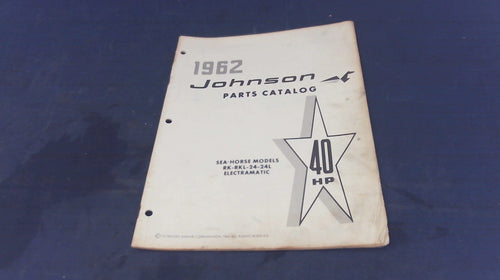 1962
Johnson
PARTS CATALOG
SEA-HORSE MODELS
RK-RKL-24-24L
ELECTRAMATIC
40
HP